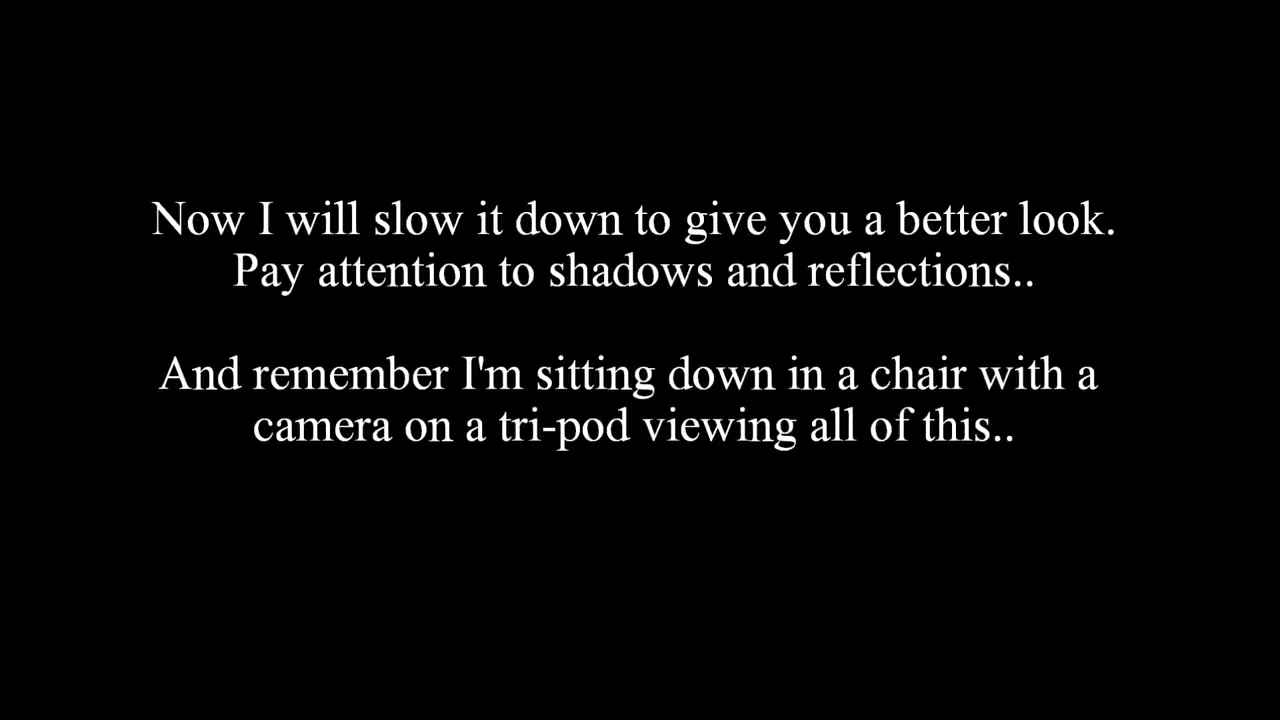 Now I will slow it down to give you a better look.
Pay attention to shadows and reflections..
And remember I'm sitting down in a chair with a
camera on a tri-pod viewing all of this..